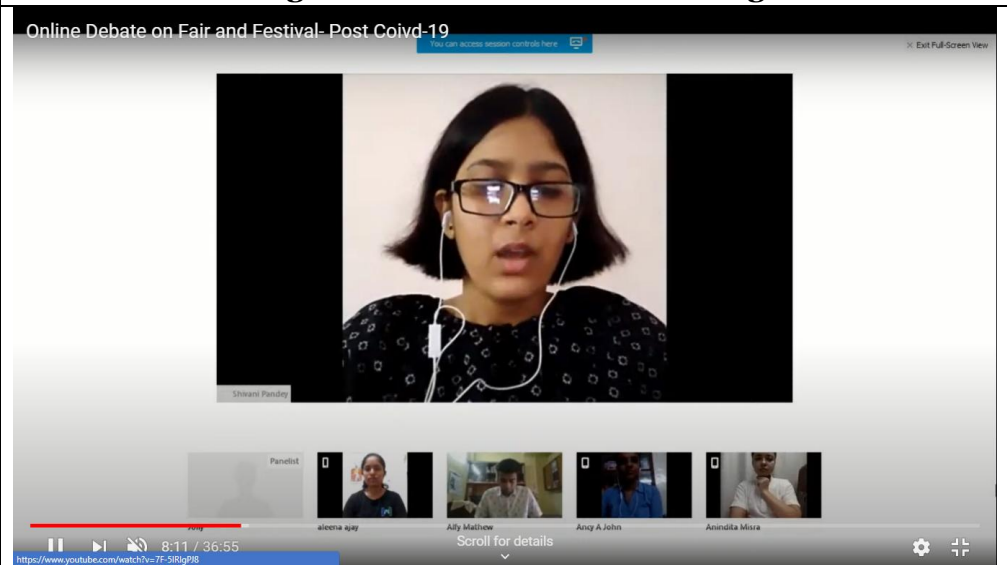 Online Debate on Fair and Festival- Post Coivd-19
You can access session controls here
× Exit Full-Screen View
Shivani Pandey
Panelist
aleena ajay
Alfy Mathew
Ancy A John
Anindita Misra
8:11 / 36:55
Scroll for details
https://www.youtube.com/watch?v=7F-5IRIgPJ8